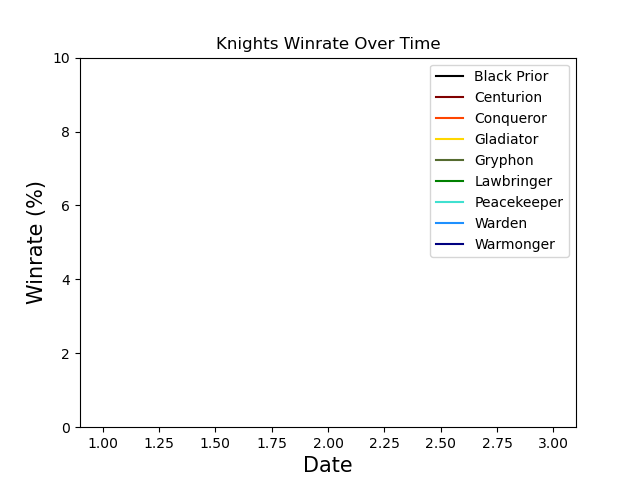 Knights Winrate Over Time
Winrate (%)
10
8
6
4
2
0
Black Prior
Centurion
Conqueror
Gladiator
Gryphon
Lawbringer
Peacekeeper
Warden
Warmonger
1.00 1.25 1.50 1.75 2.00 2.25 2.50 2.75 3.00
Date